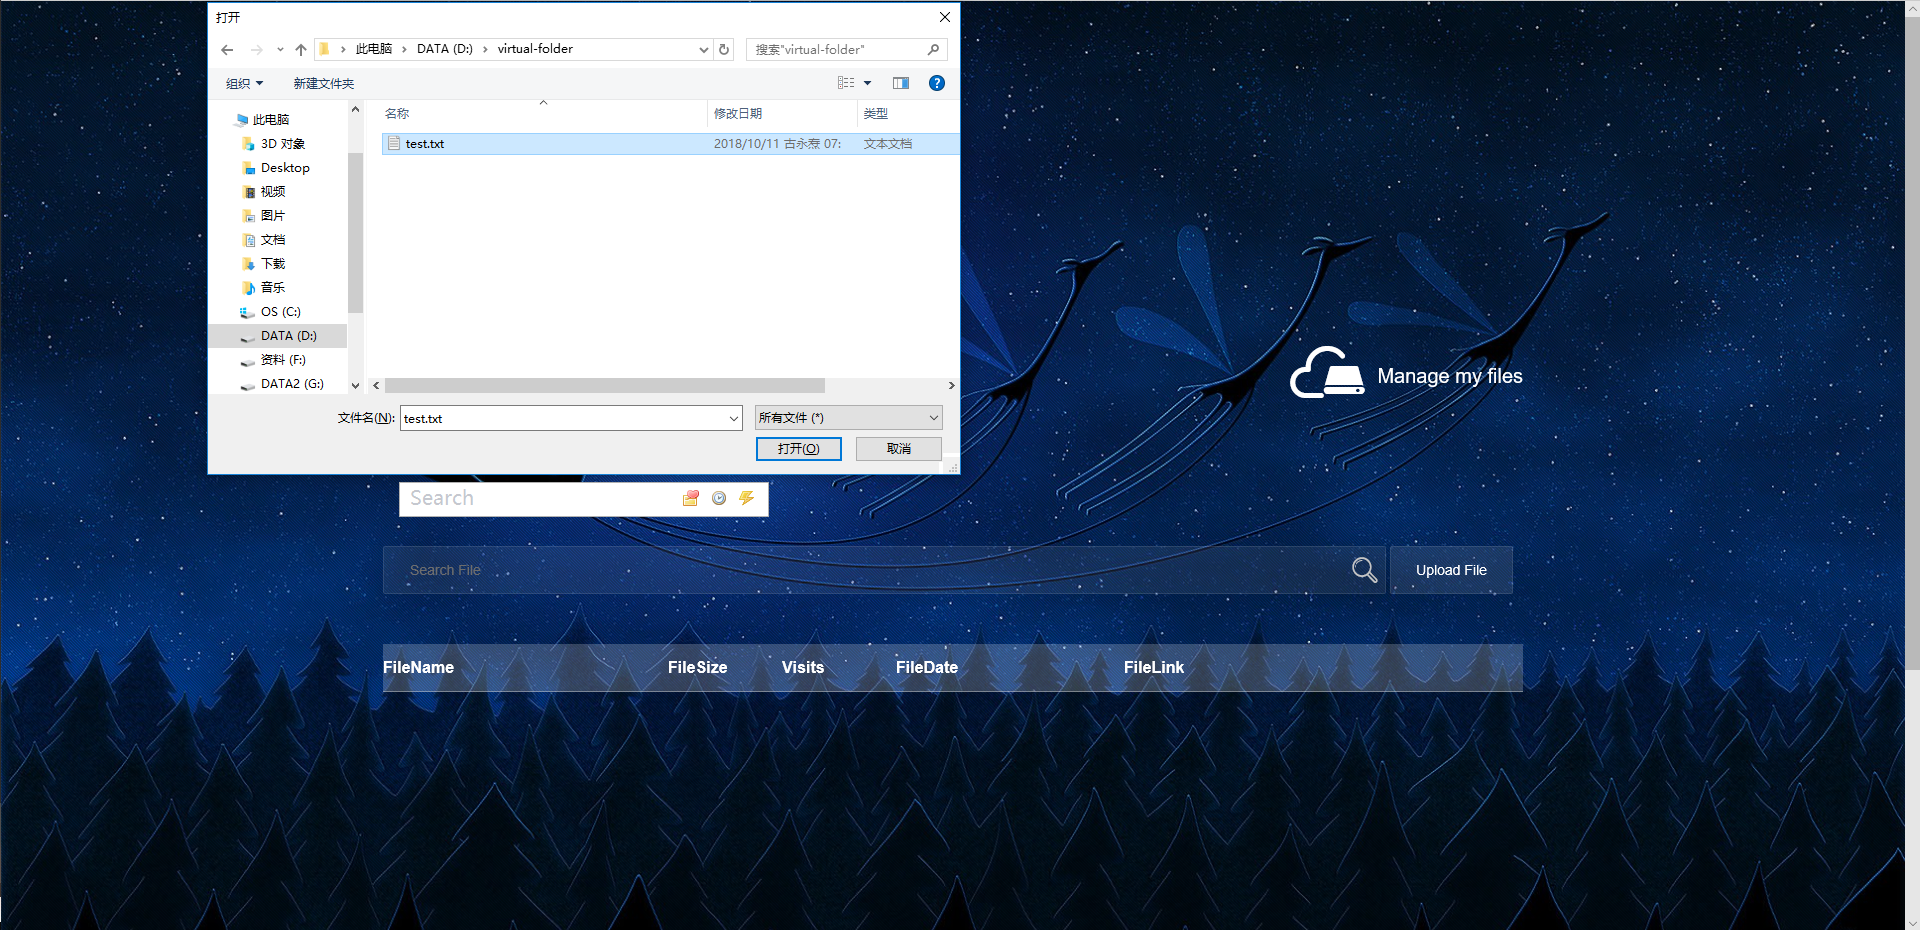 打开
此电脑 DATA (D:) virtual-folder
搜索"virtual-folder"
组织 新建文件夹
名称 修改日期 类型
test.txt 2018/10/11 古永焘 07: 文本文档
此电脑
3D 对象
Desktop
视频
图片
文档
下载
音乐
OS (C:)
DATA (D:)
资料 (F:)
DATA2 (G:)
文件名(N): test.txt 所有文件 (*)
打开(O) 取消
Manage my files
Search
Search File Upload File
FileName FileSize Visits FileDate FileLink